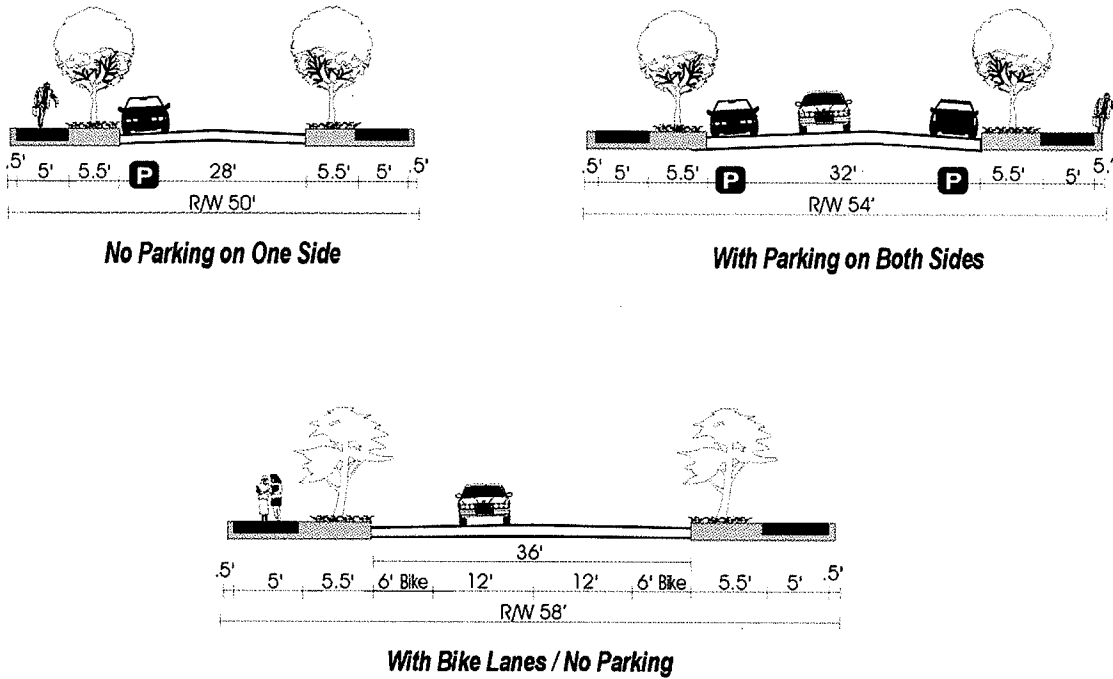 .5' 5' 5.5' P 28' 5.5' 5' .5'
R/W 50'
No Parking on One Side
.5' 5' 5.5' P 32' P 5.5' 5' 5.'
R/W 54'
With Parking on Both Sides
36'
.5' 5' 5.5' 6' Bike 12' 12' 6' Bike 5.5' 5' .5'
R/W 58'
With Bike Lanes / No Parking